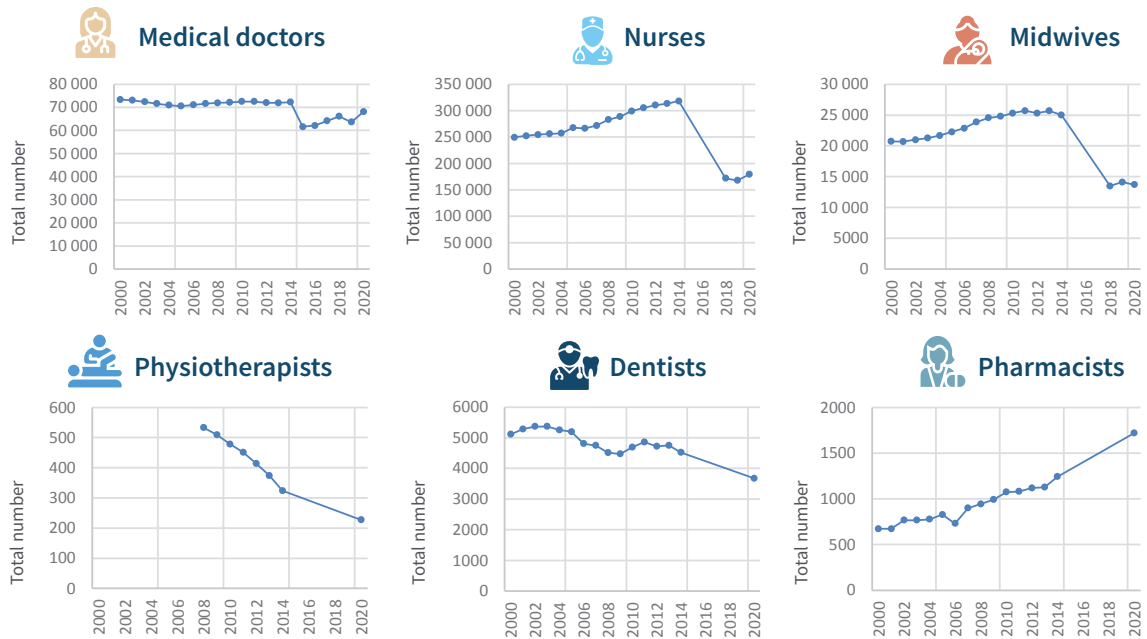 Medical doctors
80 000
70 000
60 000
50 000
40 000
30 000
20 000
10 000
0
Total number
2000 2002 2004 2006 2008 2010 2012 2014 2016 2018 2020
Nurses
350 000
300 000
250 000
200 000
150 000
100 000
50 000
0
Total number
2000 2002 2004 2006 2008 2010 2012 2014 2016 2018 2020
Midwives
30 000
25 000
20 000
15 000
10 000
5000
0
Total number
2000 2002 2004 2006 2008 2010 2012 2014 2016 2018 2020
Physiotherapists
600
500
400
300
200
100
0
Total number
2000 2002 2004 2006 2008 2010 2012 2014 2016 2018 2020
Dentists
6000
5000
4000
3000
2000
1000
0
Total number
2000 2002 2004 2006 2008 2010 2012 2014 2016 2018 2020
Pharmacists
2000
1500
1000
500
0
Total number
2000 2002 2004 2006 2008 2010 2012 2014 2016 2018 2020